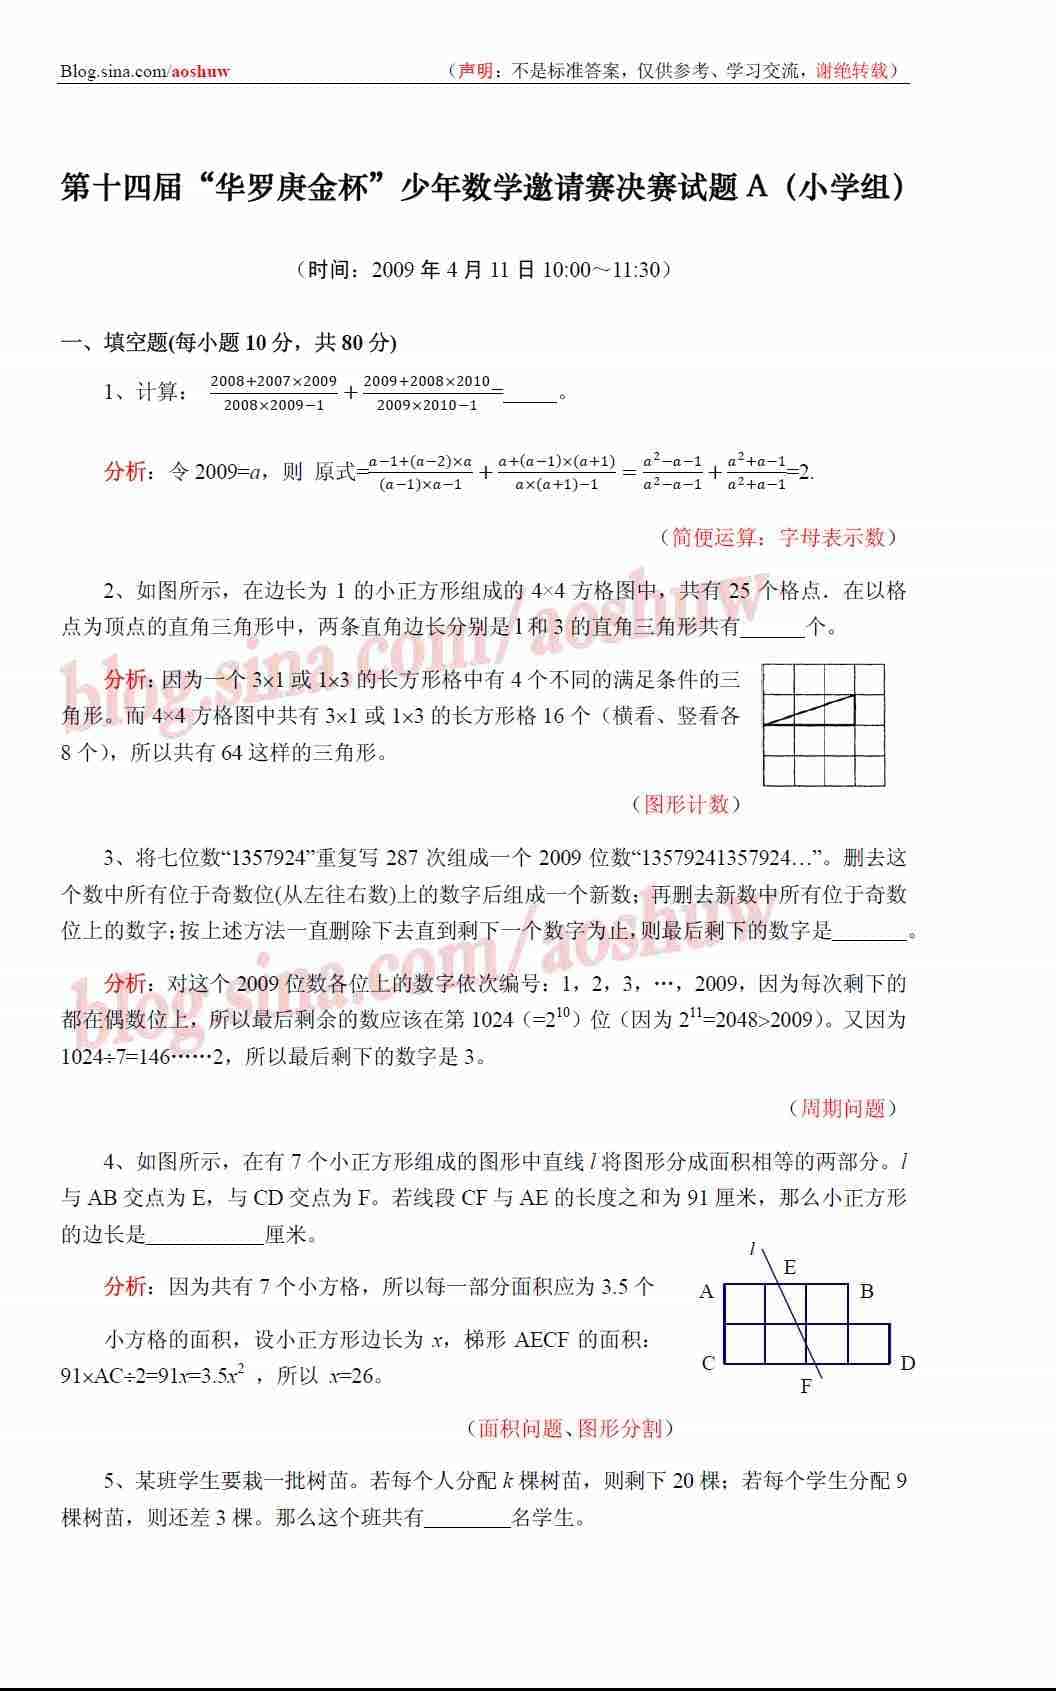 Blog.sina.com/aoshuw （声明：不是标准答案，仅供参考、学习交流，谢绝转载）
第十四届“华罗庚金杯”少年数学邀请赛决赛试题 A（小学组）
（时间：2009 年 4 月 11 日 10:00～11:30）
一、填空题(每小题 10 分，共 80 分)
1、计算： (2008+2007×2009)/(2008×2009−1) + (2009+2008×2010)/(2009×2010−1) =_____。
分析：令 2009=a，则 原式= (a−1+(a−2)×a)/((a−1)×a−1) + (a+(a−1)×(a+1))/(a×(a+1)−1) = (a²−a−1)/(a²−a−1) + (a²+a−1)/(a²+a−1) =2.
（简便运算：字母表示数）
2、如图所示，在边长为 1 的小正方形组成的 4×4 方格图中，共有 25 个格点．在以格
点为顶点的直角三角形中，两条直角边长分别是 1 和 3 的直角三角形共有______个。
分析：因为一个 3×1 或 1×3 的长方形格中有 4 个不同的满足条件的三
角形。而 4×4 方格图中共有 3×1 或 1×3 的长方形格 16 个（横看、竖看各
8 个），所以共有 64 这样的三角形。
（图形计数）
3、将七位数“1357924”重复写 287 次组成一个 2009 位数“13579241357924…”。删去这
个数中所有位于奇数位(从左往右数)上的数字后组成一个新数；再删去新数中所有位于奇数
位上的数字；按上述方法一直删除下去直到剩下一个数字为止，则最后剩下的数字是_______。
分析：对这个 2009 位数各位上的数字依次编号：1，2，3，…，2009，因为每次剩下的
都在偶数位上，所以最后剩余的数应该在第 1024（=2¹⁰）位（因为 2¹¹=2048>2009）。又因为
1024÷7=146……2，所以最后剩下的数字是 3。
（周期问题）
4、如图所示，在有 7 个小正方形组成的图形中直线 l 将图形分成面积相等的两部分。l
与 AB 交点为 E，与 CD 交点为 F。若线段 CF 与 AE 的长度之和为 91 厘米，那么小正方形
的边长是___________厘米。
分析：因为共有 7 个小方格，所以每一部分面积应为 3.5 个
小方格的面积，设小正方形边长为 x，梯形 AECF 的面积：
91×AC÷2=91x=3.5x² ，所以 x=26。
l
E
A B
C D
F
（面积问题、图形分割）
5、某班学生要栽一批树苗。若每个人分配 k 棵树苗，则剩下 20 棵；若每个学生分配 9
棵树苗，则还差 3 棵。那么这个班共有________名学生。
blog.sina.com/aoshuw
blog.sina.com/aoshuw